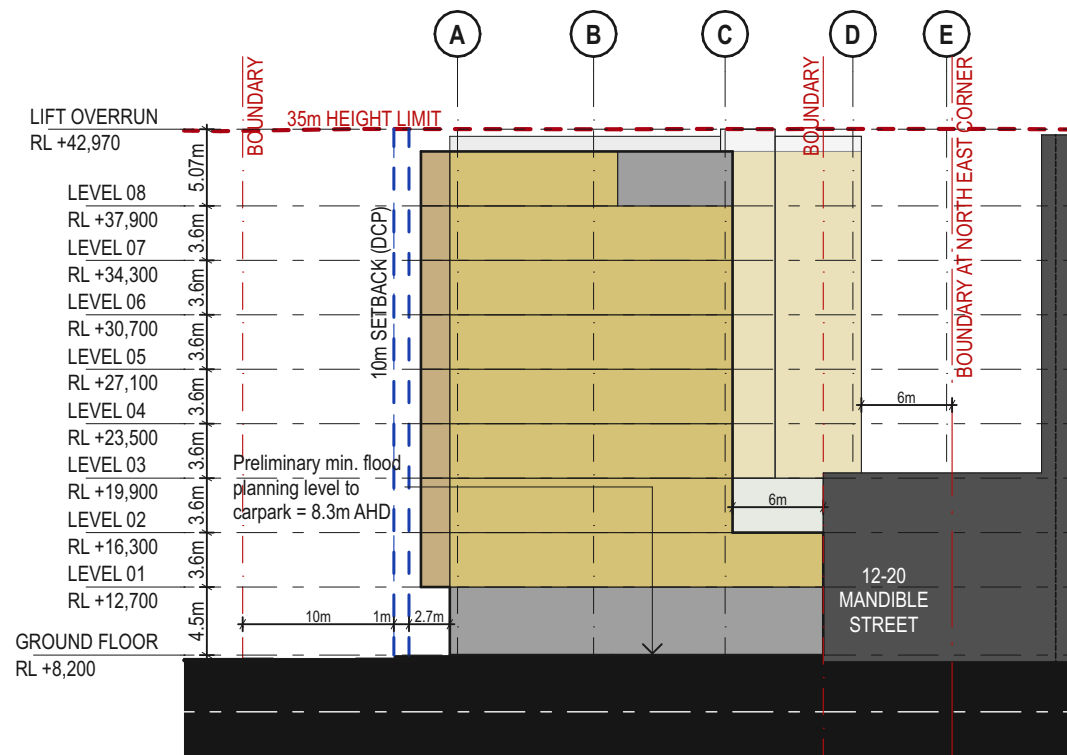 A
B
C
D
E
LIFT OVERRUN
RL +42,970
35m HEIGHT LIMIT
BOUNDARY
BOUNDARY
BOUNDARY AT NORTH EAST CORNER
5.07m
LEVEL 08
RL +37,900
3.6m
LEVEL 07
RL +34,300
3.6m
LEVEL 06
RL +30,700
3.6m
LEVEL 05
RL +27,100
3.6m
LEVEL 04
RL +23,500
3.6m
LEVEL 03
RL +19,900
3.6m
LEVEL 02
RL +16,300
3.6m
LEVEL 01
RL +12,700
4.5m
GROUND FLOOR
RL +8,200
10m SETBACK (DCP)
Preliminary min. flood
planning level to
carpark = 8.3m AHD
6m
6m
10m
1m
2.7m
12-20
MANDIBLE
STREET